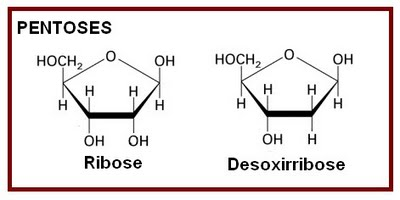 PENTOSES
HOCH₂ O OH HOCH₂ O OH
H H H H H H H H
OH OH OH H
Ribose Desoxirribose